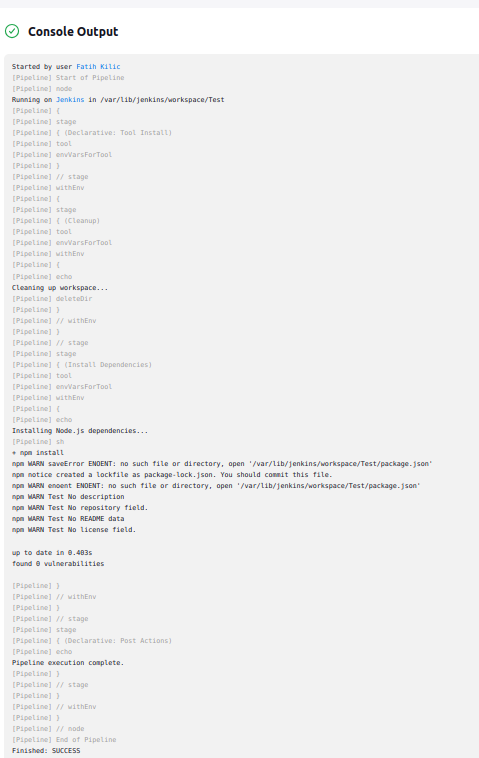 Console Output
Started by user Fatih Kilic
[Pipeline] Start of Pipeline
[Pipeline] node
Running on Jenkins in /var/lib/jenkins/workspace/Test
[Pipeline] {
[Pipeline] stage
[Pipeline] { (Declarative: Tool Install)
[Pipeline] tool
[Pipeline] envVarsForTool
[Pipeline] }
[Pipeline] // stage
[Pipeline] withEnv
[Pipeline] {
[Pipeline] stage
[Pipeline] { (Cleanup)
[Pipeline] tool
[Pipeline] envVarsForTool
[Pipeline] withEnv
[Pipeline] {
[Pipeline] echo
Cleaning up workspace...
[Pipeline] deleteDir
[Pipeline] }
[Pipeline] // withEnv
[Pipeline] }
[Pipeline] // stage
[Pipeline] stage
[Pipeline] { (Install Dependencies)
[Pipeline] tool
[Pipeline] envVarsForTool
[Pipeline] withEnv
[Pipeline] {
[Pipeline] echo
Installing Node.js dependencies...
[Pipeline] sh
+ npm install
npm WARN saveError ENOENT: no such file or directory, open '/var/lib/jenkins/workspace/Test/package.json'
npm notice created a lockfile as package-lock.json. You should commit this file.
npm WARN enoent ENOENT: no such file or directory, open '/var/lib/jenkins/workspace/Test/package.json'
npm WARN Test No description
npm WARN Test No repository field.
npm WARN Test No README data
npm WARN Test No license field.
up to date in 0.403s
found 0 vulnerabilities
[Pipeline] }
[Pipeline] // withEnv
[Pipeline] }
[Pipeline] // stage
[Pipeline] stage
[Pipeline] { (Declarative: Post Actions)
[Pipeline] echo
Pipeline execution complete.
[Pipeline] }
[Pipeline] // stage
[Pipeline] }
[Pipeline] // withEnv
[Pipeline] }
[Pipeline] // node
[Pipeline] End of Pipeline
Finished: SUCCESS